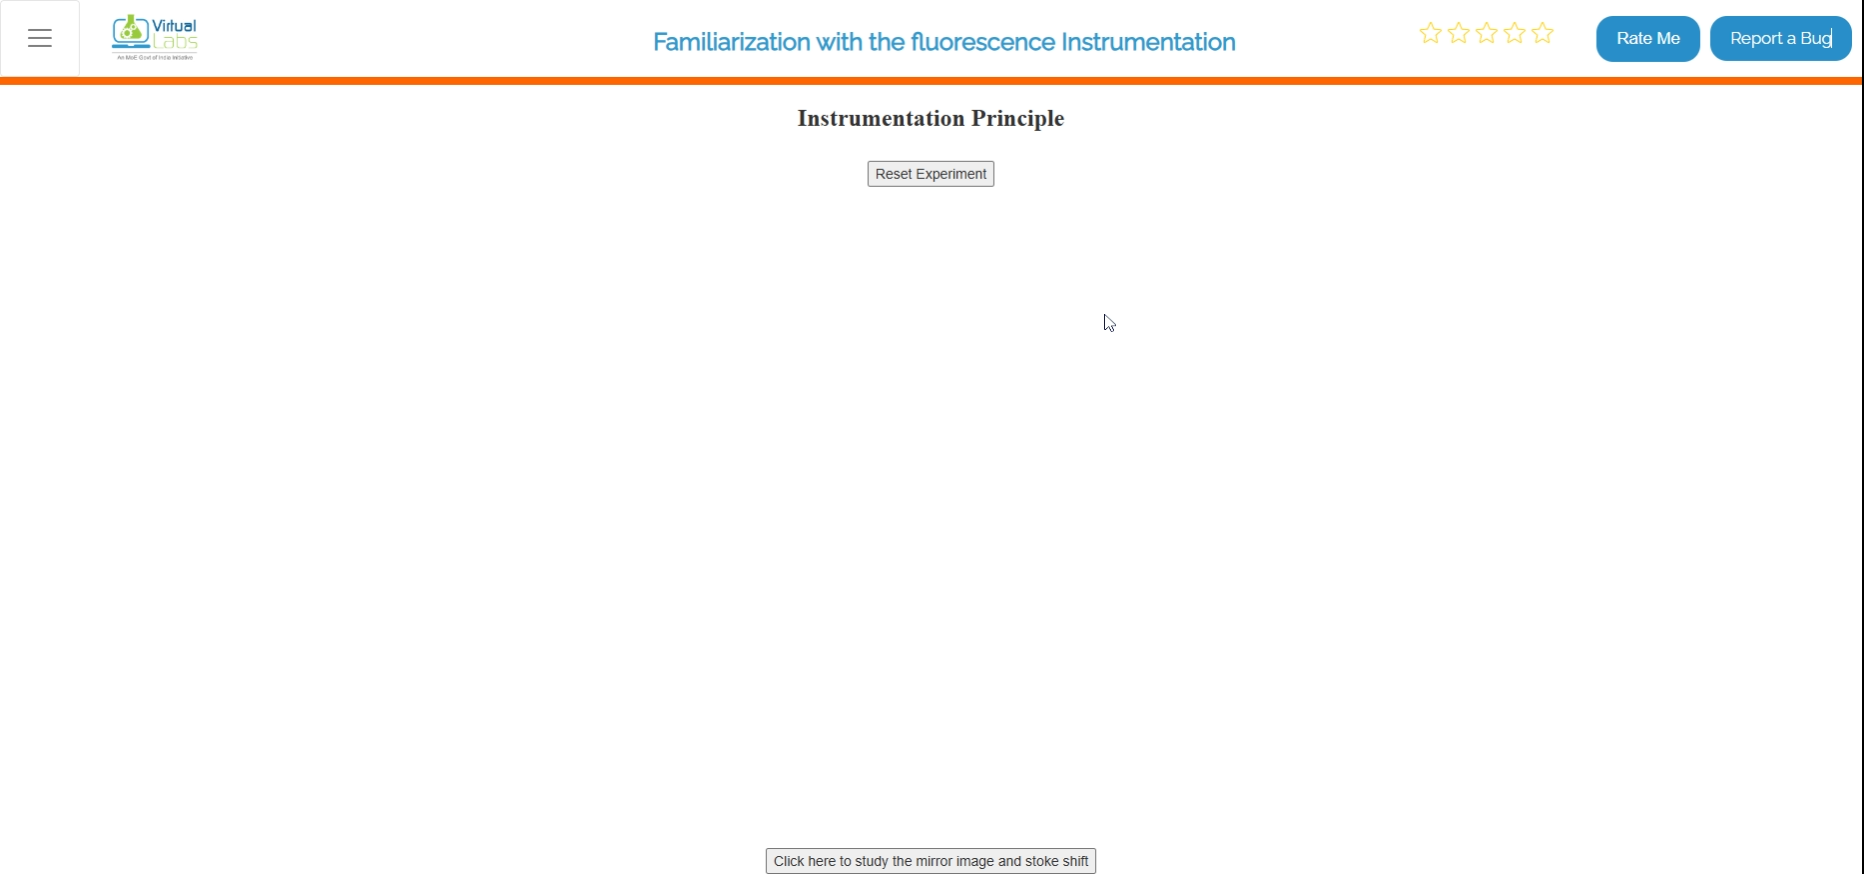 Virtual
Labs
An MoE Govt of India Initiative
Familiarization with the fluorescence Instrumentation
Rate Me
Report a Bug
Instrumentation Principle
Reset Experiment
Click here to study the mirror image and stoke shift